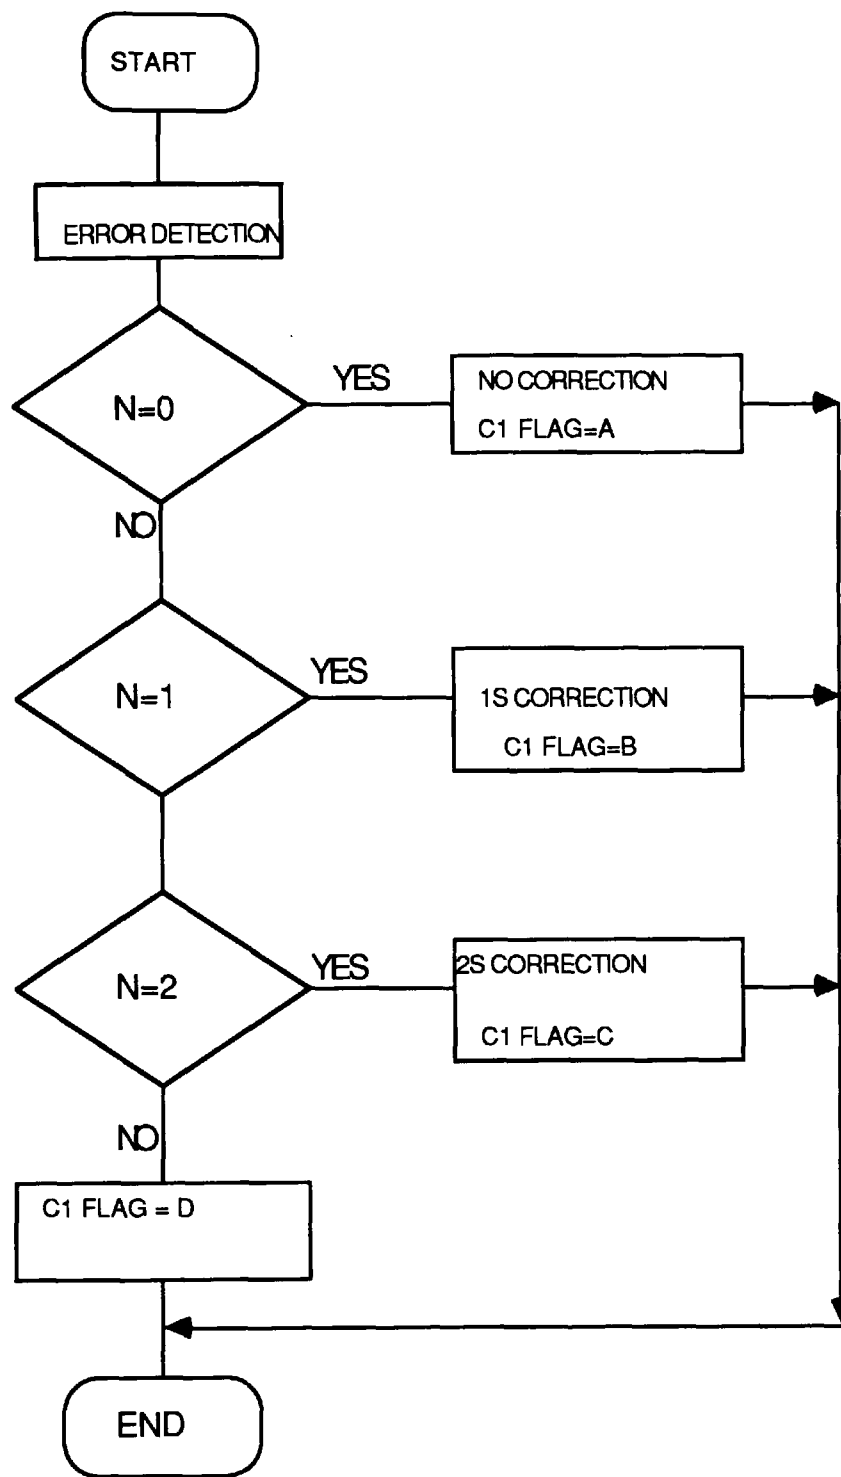 START
ERROR DETECTION
N=0
YES
NO CORRECTION
C1 FLAG=A
NO
N=1
YES
1S CORRECTION
C1 FLAG=B
N=2
YES
2S CORRECTION
C1 FLAG=C
NO
C1 FLAG = D
END